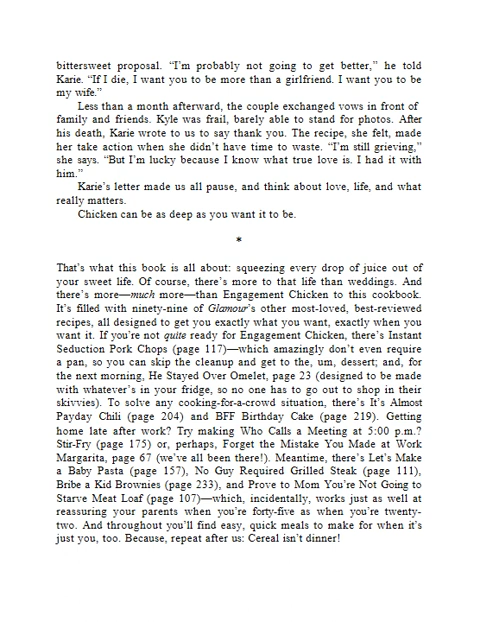 bittersweet proposal. “I’m probably not going to get better,” he told
Karie. “If I die, I want you to be more than a girlfriend. I want you to be
my wife.”
Less than a month afterward, the couple exchanged vows in front of
family and friends. Kyle was frail, barely able to stand for photos. After
his death, Karie wrote to us to say thank you. The recipe, she felt, made
her take action when she didn’t have time to waste. “I’m still grieving,”
she says. “But I’m lucky because I know what true love is. I had it with
him.”
Karie’s letter made us all pause, and think about love, life, and what
really matters.
Chicken can be as deep as you want it to be.
*
That’s what this book is all about: squeezing every drop of juice out of
your sweet life. Of course, there’s more to that life than weddings. And
there’s more—much more—than Engagement Chicken to this cookbook.
It’s filled with ninety-nine of Glamour’s other most-loved, best-reviewed
recipes, all designed to get you exactly what you want, exactly when you
want it. If you’re not quite ready for Engagement Chicken, there’s Instant
Seduction Pork Chops (page 117)—which amazingly don’t even require
a pan, so you can skip the cleanup and get to the, um, dessert; and, for
the next morning, He Stayed Over Omelet, page 23 (designed to be made
with whatever’s in your fridge, so no one has to go out to shop in their
skivvies). To solve any cooking-for-a-crowd situation, there’s It’s Almost
Payday Chili (page 204) and BFF Birthday Cake (page 219). Getting
home late after work? Try making Who Calls a Meeting at 5:00 p.m.?
Stir-Fry (page 175) or, perhaps, Forget the Mistake You Made at Work
Margarita, page 67 (we’ve all been there!). Meantime, there’s Let’s Make
a Baby Pasta (page 157), No Guy Required Grilled Steak (page 111),
Bribe a Kid Brownies (page 233), and Prove to Mom You’re Not Going to
Starve Meat Loaf (page 107)—which, incidentally, works just as well at
reassuring your parents when you’re forty-five as when you’re twenty-
two. And throughout you’ll find easy, quick meals to make for when it’s
just you, too. Because, repeat after us: Cereal isn’t dinner!